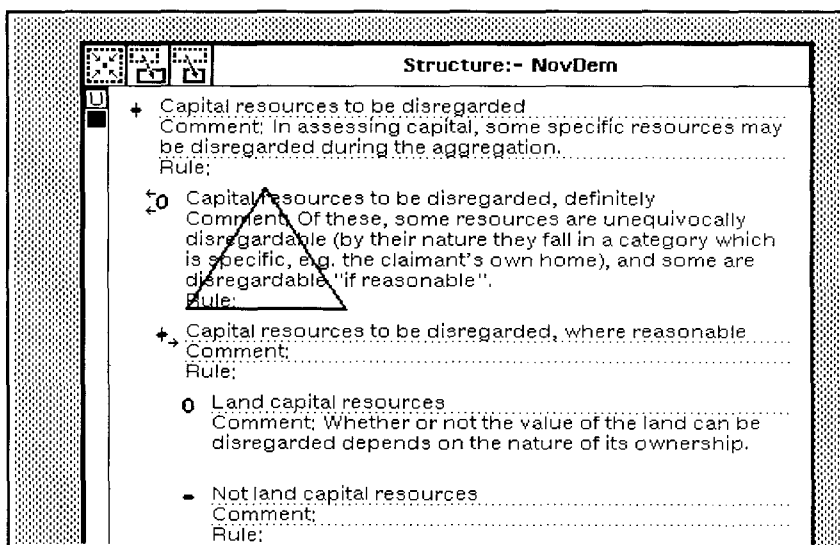 Structure:- NovDem
U
Capital resources to be disregarded
Comment; In assessing capital, some specific resources may
be disregarded during the aggregation.
Rule;
Capital resources to be disregarded, definitely
Comment; Of these, some resources are unequivocally
disregardable (by their nature they fall in a category which
is specific, e.g. the claimant's own home), and some are
disregardable "if reasonable".
Rule;
Capital resources to be disregarded, where reasonable
Comment;
Rule;
Land capital resources
Comment; Whether or not the value of the land can be
disregarded depends on the nature of its ownership.
Not land capital resources
Comment;
Rule;